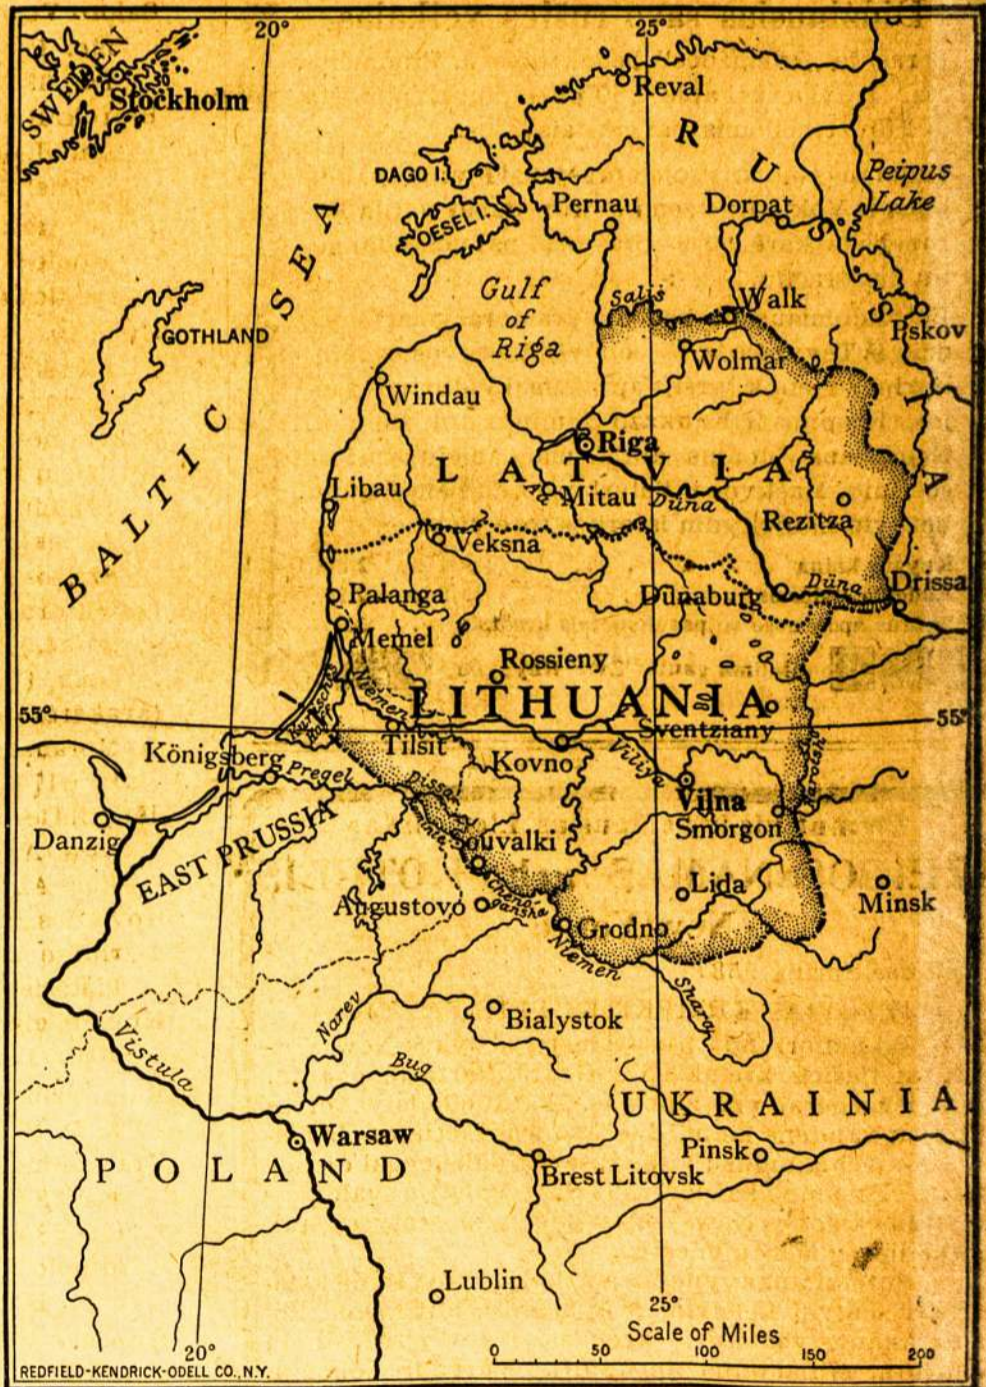 20°
25°
SWEDEN
Stockholm
Reval
RUSSIA
DAGO I.
OESEL I.
Pernau
Dorpat
Peipus
Lake
BALTIC SEA
Gulf
of
Riga
Salis
Walk
Pskov
GOTHLAND
Wolmar
Windau
Riga
LATVIA
Libau
Aa
Mitau
Düna
Rezitza
Veksna
Palanga
Dünaburg
Düna
Drissa
Memel
Rossieny
Niemen
LITHUANIA
55°
55°
Sventziany
Tilsit
Königsberg
Pregel
Pissa
Kovno
Viliya
Vilna
Smorgon
Danzig
EAST PRUSSIA
Souvalki
Augustovo
Lida
Minsk
Grodno
Niemen
Shara
Narev
Bialystok
Vistula
Bug
UKRAINIA
Warsaw
Pinsk
POLAND
Brest Litovsk
Lublin
25°
20°
Scale of Miles
0 50 100 150 200
REDFIELD-KENDRICK-ODELL CO., N.Y.